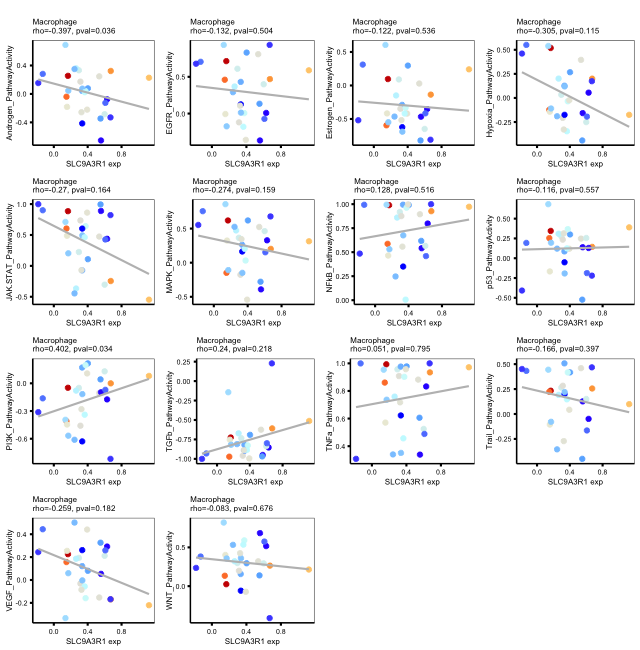 Macrophage
rho=-0.397, pval=0.036
Androgen_PathwayActivity
0.4
0.0
-0.4
0.0 0.4 0.8
SLC9A3R1 exp
Macrophage
rho=-0.132, pval=0.504
EGFR_PathwayActivity
0.5
0.0
0.0 0.4 0.8
SLC9A3R1 exp
Macrophage
rho=-0.122, pval=0.536
Estrogen_PathwayActivity
0.5
0.0
-0.5
0.0 0.4 0.8
SLC9A3R1 exp
Macrophage
rho=-0.305, pval=0.115
Hypoxia_PathwayActivity
0.50
0.25
0.00
-0.25
0.0 0.4 0.8
SLC9A3R1 exp
Macrophage
rho=-0.27, pval=0.164
JAK-STAT_PathwayActivity
1.0
0.5
0.0
-0.5
0.0 0.4 0.8
SLC9A3R1 exp
Macrophage
rho=-0.274, pval=0.159
MAPK_PathwayActivity
0.5
0.0
-0.5
0.0 0.4 0.8
SLC9A3R1 exp
Macrophage
rho=0.128, pval=0.516
NFkB_PathwayActivity
1.00
0.75
0.50
0.25
0.00
0.0 0.4 0.8
SLC9A3R1 exp
Macrophage
rho=-0.116, pval=0.557
p53_PathwayActivity
0.50
0.25
0.00
-0.25
-0.50
0.0 0.4 0.8
SLC9A3R1 exp
Macrophage
rho=0.402, pval=0.034
PI3K_PathwayActivity
0.0
-0.3
-0.6
0.0 0.4 0.8
SLC9A3R1 exp
Macrophage
rho=0.24, pval=0.218
TGFb_PathwayActivity
0.25
0.00
-0.25
-0.50
-0.75
-1.00
0.0 0.4 0.8
SLC9A3R1 exp
Macrophage
rho=0.051, pval=0.795
TNFa_PathwayActivity
1.0
0.8
0.6
0.4
0.0 0.4 0.8
SLC9A3R1 exp
Macrophage
rho=-0.166, pval=0.397
Trail_PathwayActivity
0.50
0.25
0.00
-0.25
0.0 0.4 0.8
SLC9A3R1 exp
Macrophage
rho=-0.259, pval=0.182
VEGF_PathwayActivity
0.4
0.2
0.0
-0.2
0.0 0.4 0.8
SLC9A3R1 exp
Macrophage
rho=-0.083, pval=0.676
WNT_PathwayActivity
0.5
0.0
0.0 0.4 0.8
SLC9A3R1 exp